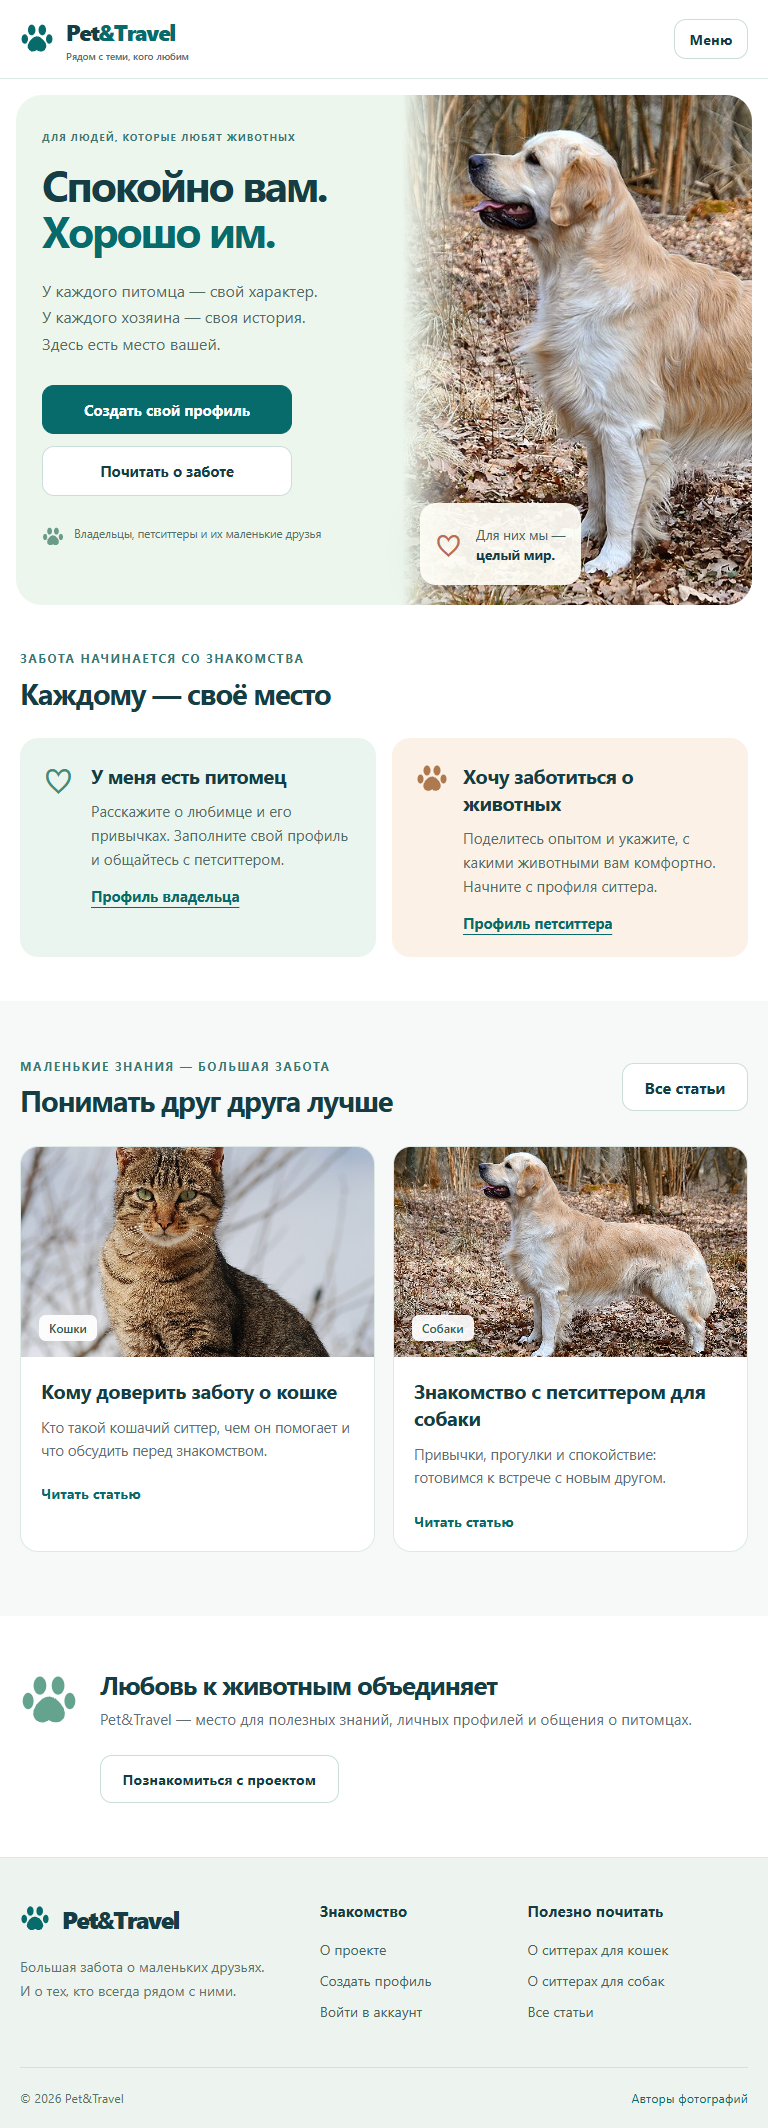 Pet&Travel
Рядом с теми, кого любим
Меню
ДЛЯ ЛЮДЕЙ, КОТОРЫЕ ЛЮБЯТ ЖИВОТНЫХ
Спокойно вам.
Хорошо им.
У каждого питомца — свой характер.
У каждого хозяина — своя история.
Здесь есть место вашей.
Создать свой профиль
Почитать о заботе
Владельцы, петситтеры и их маленькие друзья
Для них мы —
целый мир.
ЗАБОТА НАЧИНАЕТСЯ СО ЗНАКОМСТВА
Каждому — своё место
У меня есть питомец
Расскажите о любимце и его
привычках. Заполните свой профиль
и общайтесь с петситтером.
Профиль владельца
Хочу заботиться о
животных
Поделитесь опытом и укажите, с
какими животными вам комфортно.
Начните с профиля ситтера.
Профиль петситтера
МАЛЕНЬКИЕ ЗНАНИЯ — БОЛЬШАЯ ЗАБОТА
Понимать друг друга лучше
Все статьи
Кошки
Кому доверить заботу о кошке
Кто такой кошачий ситтер, чем он помогает и
что обсудить перед знакомством.
Читать статью
Собаки
Знакомство с петситтером для
собаки
Привычки, прогулки и спокойствие:
готовимся к встрече с новым другом.
Читать статью
Любовь к животным объединяет
Pet&Travel — место для полезных знаний, личных профилей и общения о питомцах.
Познакомиться с проектом
Pet&Travel
Большая забота о маленьких друзьях.
И о тех, кто всегда рядом с ними.
Знакомство
О проекте
Создать профиль
Войти в аккаунт
Полезно почитать
О ситтерах для кошек
О ситтерах для собак
Все статьи
© 2026 Pet&Travel
Авторы фотографий